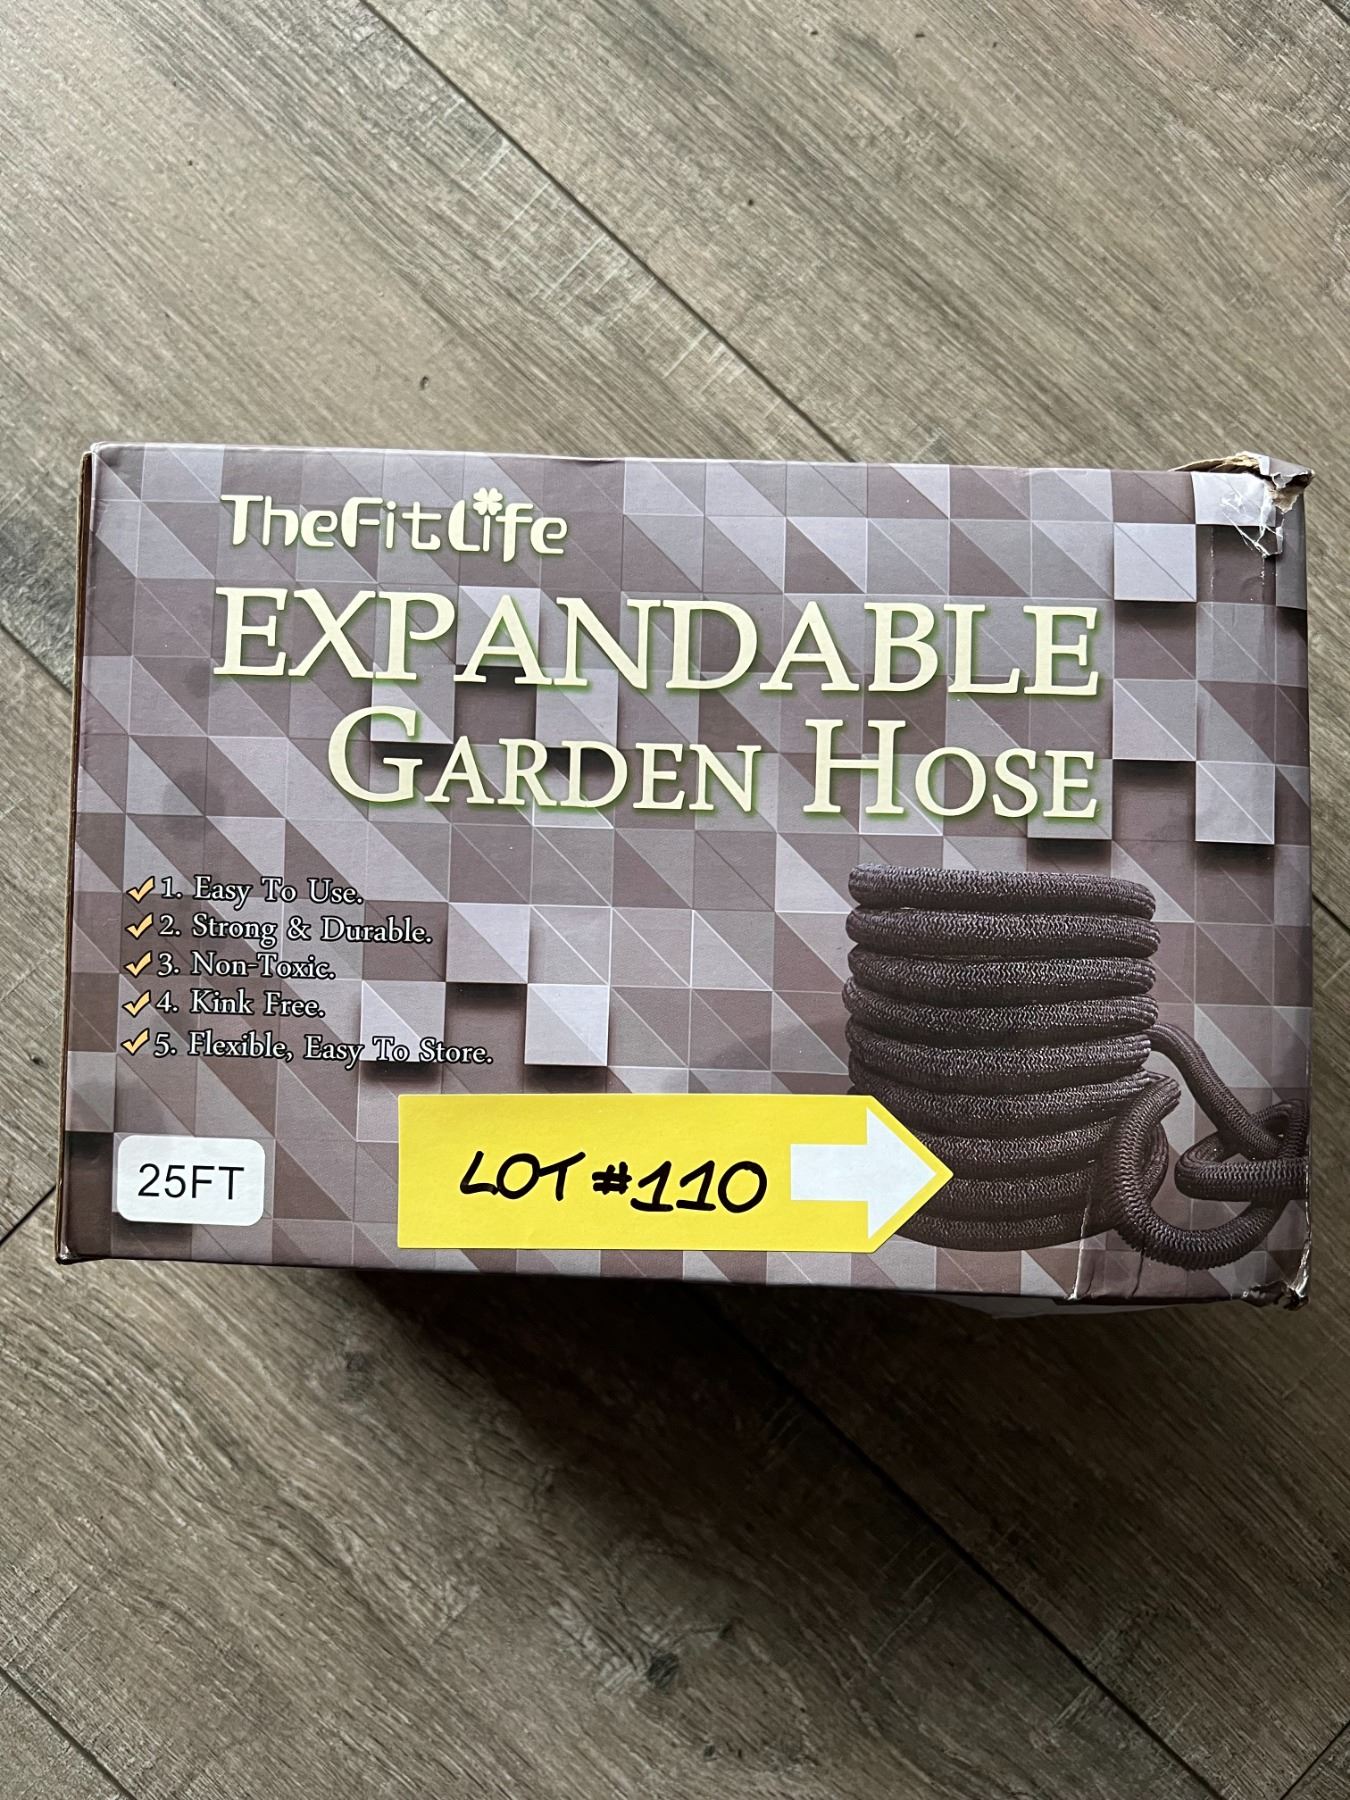 TheFitLife
EXPANDABLE
GARDEN HOSE
1. Easy To Use.
2. Strong & Durable.
3. Non-Toxic.
4. Kink Free.
5. Flexible, Easy To Store.
25FT
LOT #110